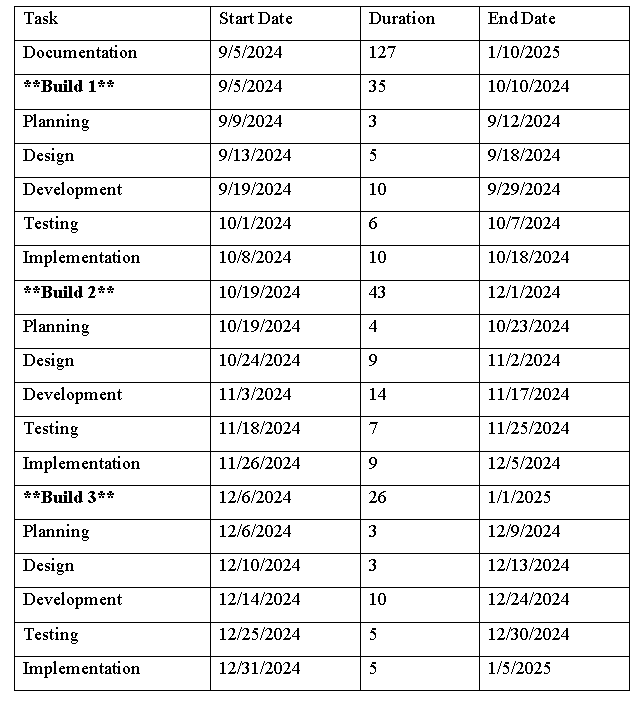 Task Start Date Duration End Date
Documentation 9/5/2024 127 1/10/2025
**Build 1** 9/5/2024 35 10/10/2024
Planning 9/9/2024 3 9/12/2024
Design 9/13/2024 5 9/18/2024
Development 9/19/2024 10 9/29/2024
Testing 10/1/2024 6 10/7/2024
Implementation 10/8/2024 10 10/18/2024
**Build 2** 10/19/2024 43 12/1/2024
Planning 10/19/2024 4 10/23/2024
Design 10/24/2024 9 11/2/2024
Development 11/3/2024 14 11/17/2024
Testing 11/18/2024 7 11/25/2024
Implementation 11/26/2024 9 12/5/2024
**Build 3** 12/6/2024 26 1/1/2025
Planning 12/6/2024 3 12/9/2024
Design 12/10/2024 3 12/13/2024
Development 12/14/2024 10 12/24/2024
Testing 12/25/2024 5 12/30/2024
Implementation 12/31/2024 5 1/5/2025